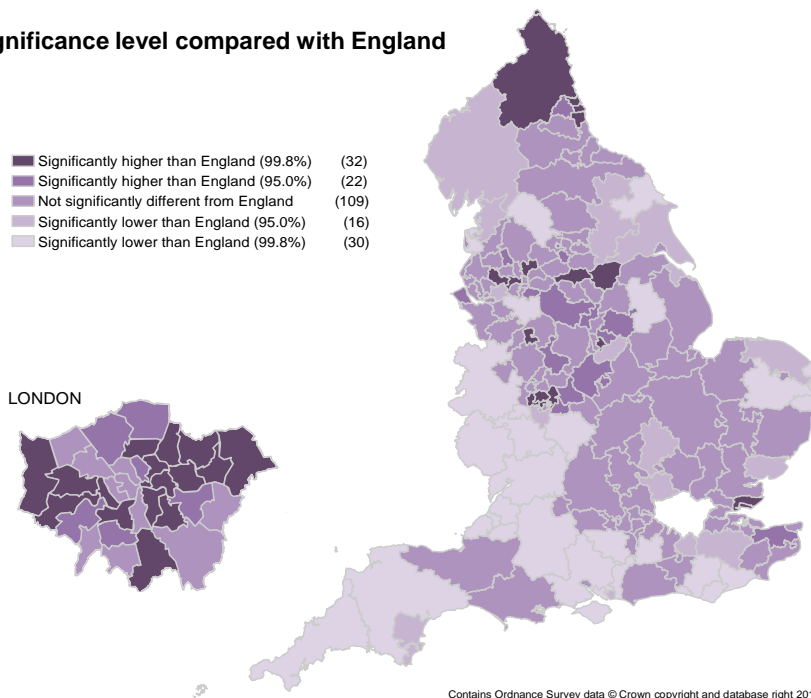 gnificance level compared with England
Significantly higher than England (99.8%) (32)
Significantly higher than England (95.0%) (22)
Not significantly different from England (109)
Significantly lower than England (95.0%) (16)
Significantly lower than England (99.8%) (30)
LONDON
Contains Ordnance Survey data © Crown copyright and database right 201